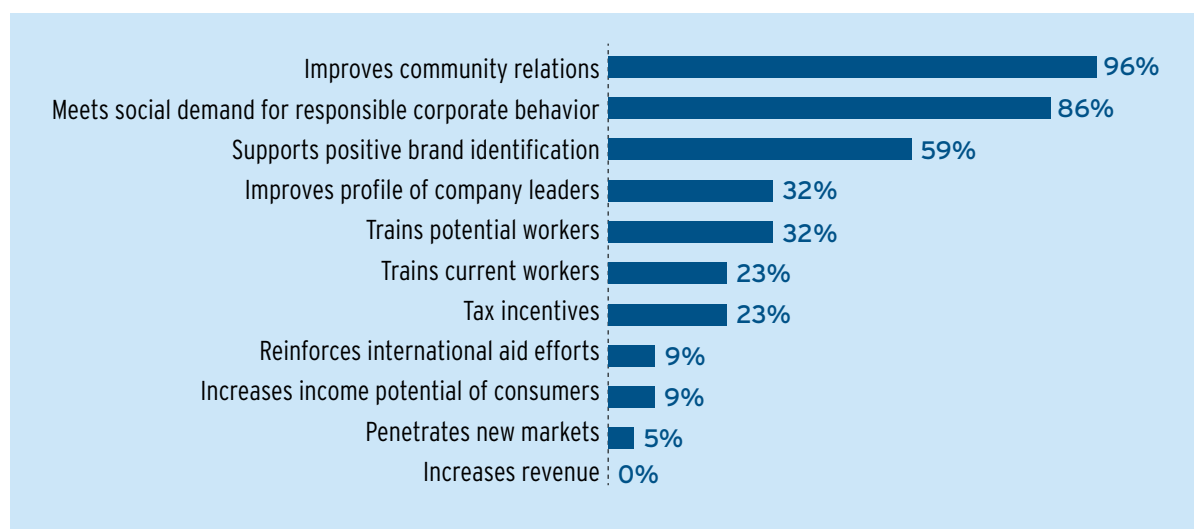 Improves community relations 96%
Meets social demand for responsible corporate behavior 86%
Supports positive brand identification 59%
Improves profile of company leaders 32%
Trains potential workers 32%
Trains current workers 23%
Tax incentives 23%
Reinforces international aid efforts 9%
Increases income potential of consumers 9%
Penetrates new markets 5%
Increases revenue 0%